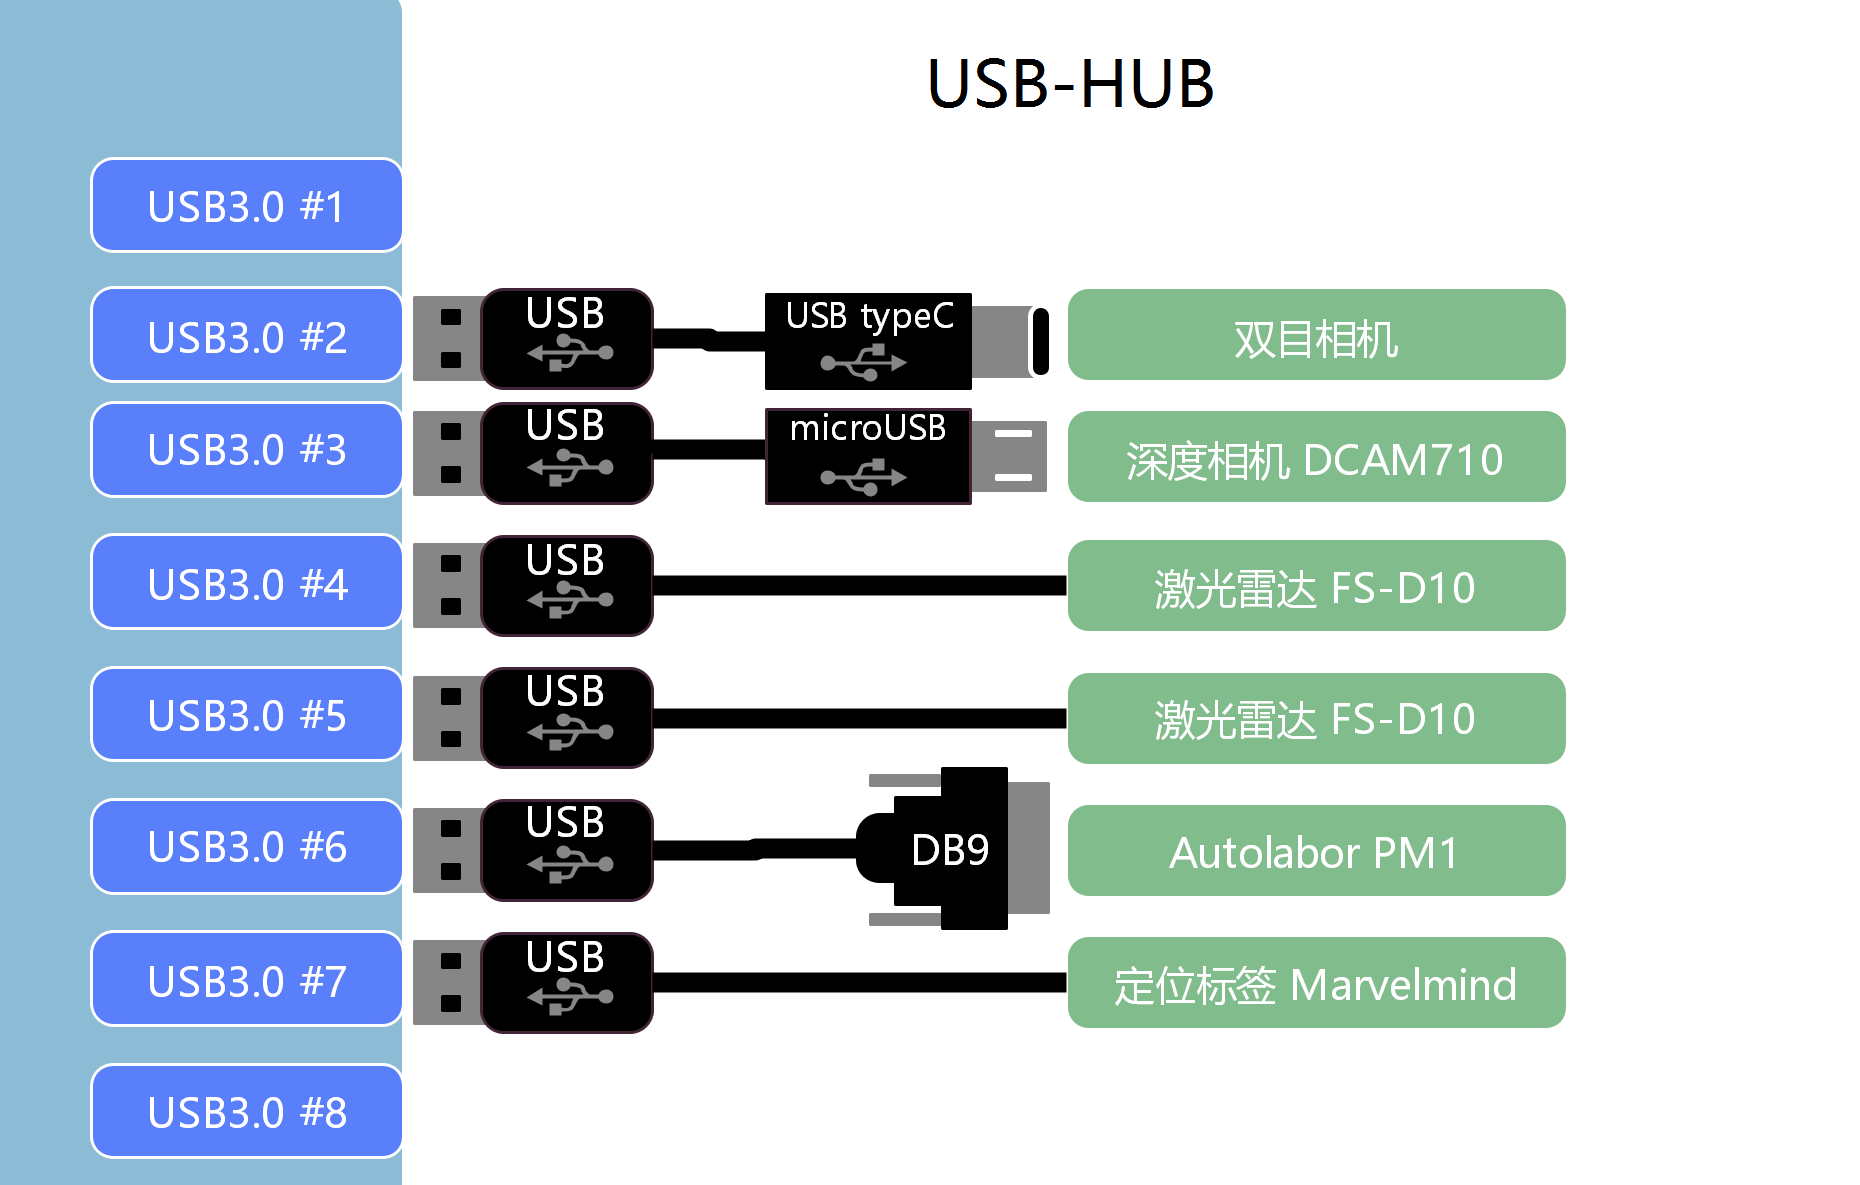 USB-HUB
USB3.0 #1
USB3.0 #2
USB
USB typeC
双目相机
USB3.0 #3
USB
microUSB
深度相机 DCAM710
USB3.0 #4
USB
激光雷达 FS-D10
USB3.0 #5
USB
激光雷达 FS-D10
USB3.0 #6
USB
DB9
Autolabor PM1
USB3.0 #7
USB
定位标签 Marvelmind
USB3.0 #8